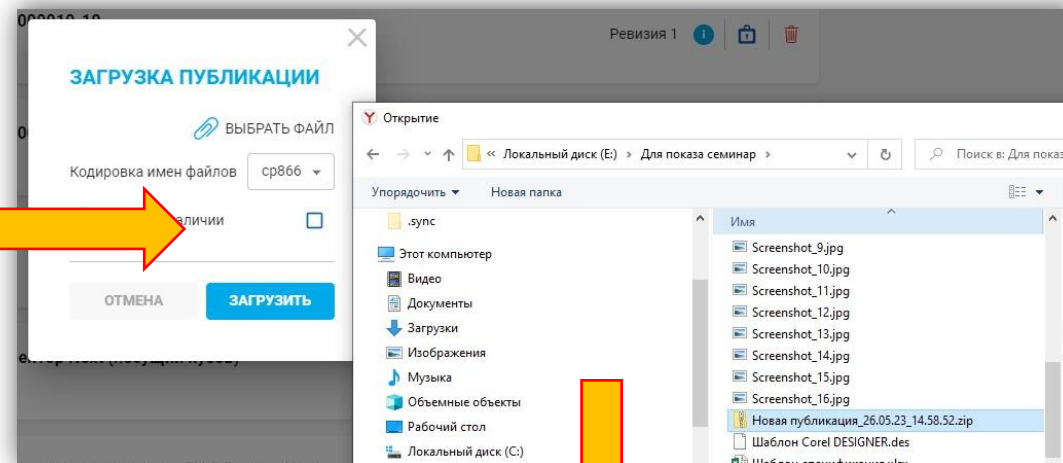 Ревизия 1
ЗАГРУЗКА ПУБЛИКАЦИИ
ВЫБРАТЬ ФАЙЛ
Кодировка имен файлов cp866
аличии
ОТМЕНА ЗАГРУЗИТЬ
Открытие
« Локальный диск (E:) › Для показа семинар ›
Поиск в: Для показ
Упорядочить Новая папка
.sync
Этот компьютер
Видео
Документы
Загрузки
Изображения
Музыка
Объемные объекты
Рабочий стол
Локальный диск (C:)
Имя
Screenshot_9.jpg
Screenshot_10.jpg
Screenshot_11.jpg
Screenshot_12.jpg
Screenshot_13.jpg
Screenshot_14.jpg
Screenshot_15.jpg
Screenshot_16.jpg
Новая публикация_26.05.23_14.58.52.zip
Шаблон Corel DESIGNER.des